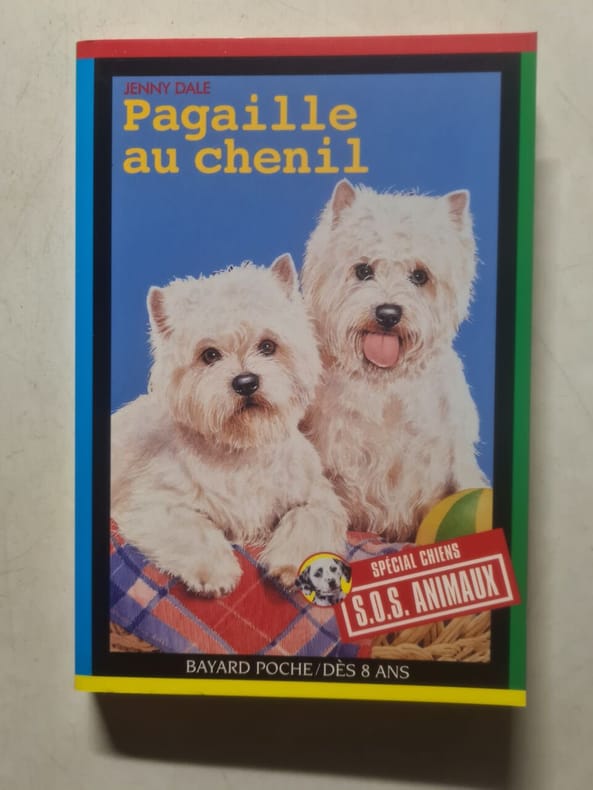 JENNY DALE
Pagaille
au chenil
SPÉCIAL CHIENS
S.O.S. ANIMAUX
BAYARD POCHE/DÈS 8 ANS